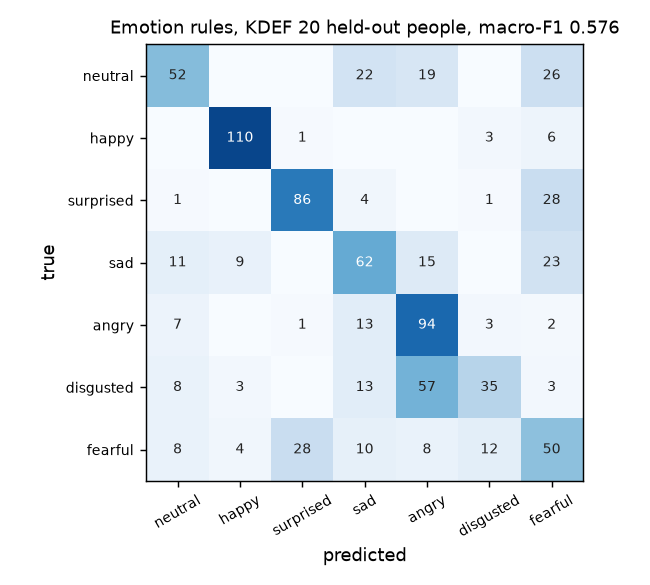 Emotion rules, KDEF 20 held-out people, macro-F1 0.576
neutral 52 22 19 26
happy 110 1 3 6
surprised 1 86 4 1 28
sad 11 9 62 15 23
angry 7 1 13 94 3 2
disgusted 8 3 13 57 35 3
fearful 8 4 28 10 8 12 50
true
neutral happy surprised sad angry disgusted fearful
predicted